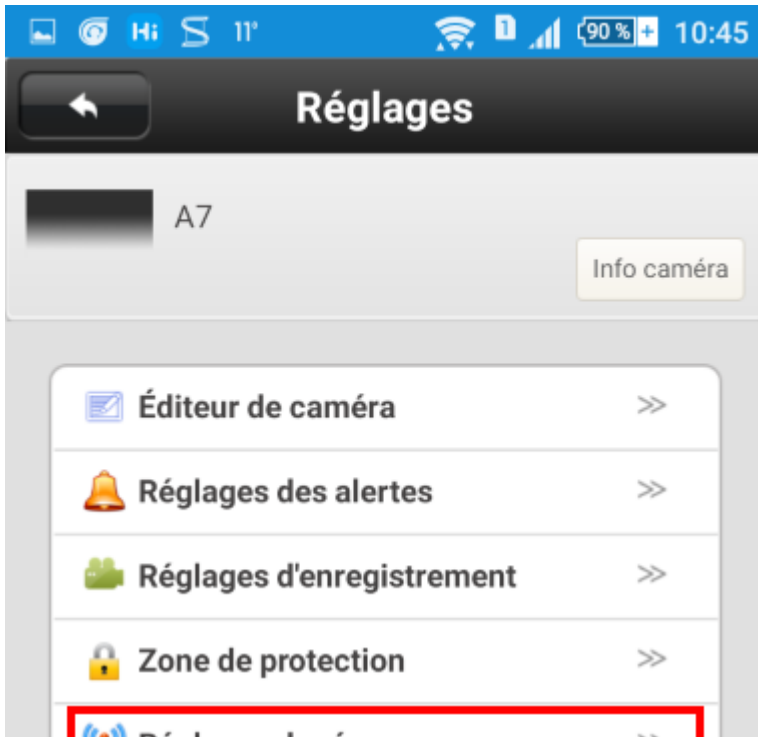 Hi 11° 1 90 % + 10:45
Réglages
A7
Info caméra
Éditeur de caméra
Réglages des alertes
Réglages d'enregistrement
Zone de protection